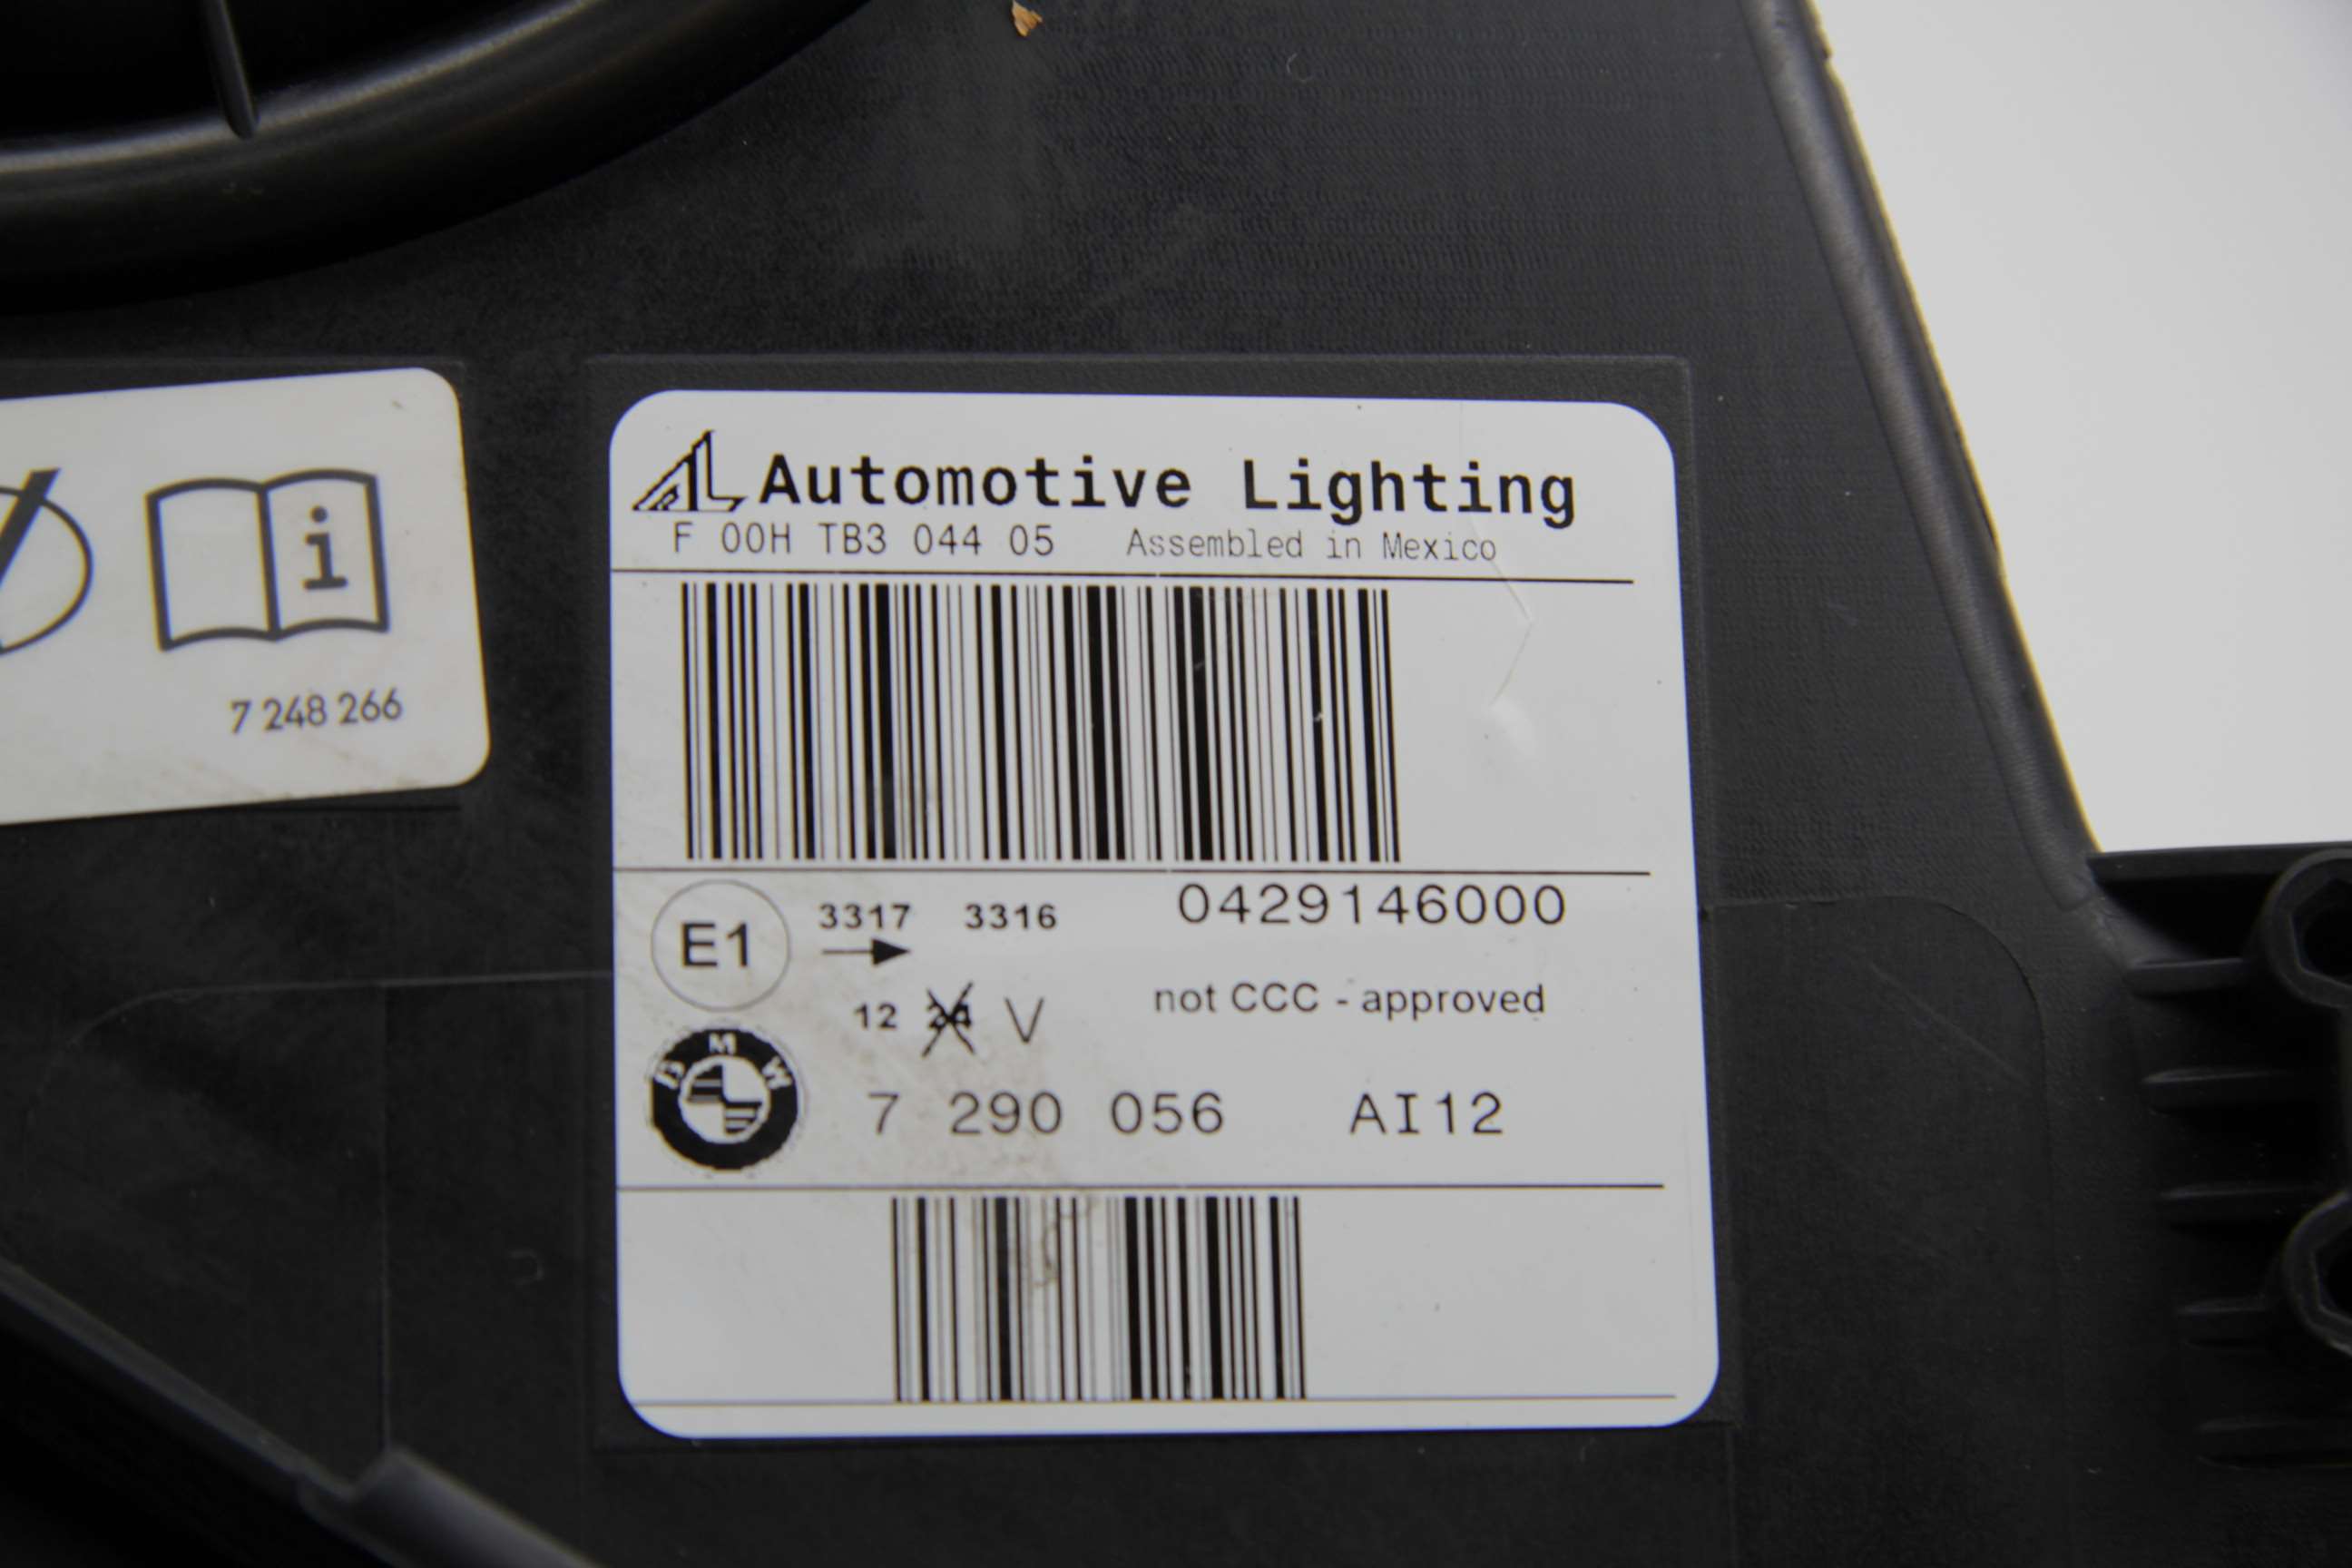 AL Automotive Lighting
F 00H TB3 044 05 Assembled in Mexico
i
7 248 266
E1 3317 3316 0429146000
12 24 V not CCC - approved
BMW 7 290 056 AI12